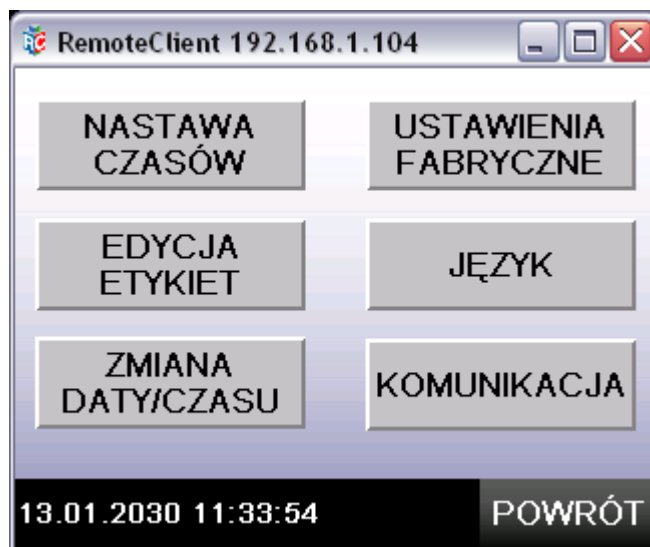 RemoteClient 192.168.1.104
NASTAWA
CZASÓW
USTAWIENIA
FABRYCZNE
EDYCJA
ETYKIET
JĘZYK
ZMIANA
DATY/CZASU
KOMUNIKACJA
13.01.2030 11:33:54
POWRÓT